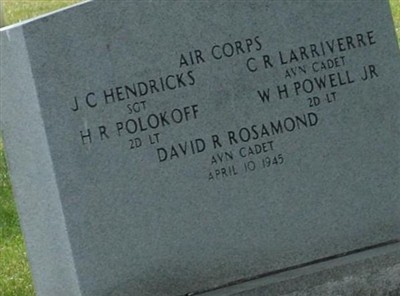 AIR CORPS
J C HENDRICKS C R LARRIVERRE
SGT AVN CADET
H R POLOKOFF W H POWELL JR
2D LT 2D LT
DAVID R ROSAMOND
AVN CADET
APRIL 10, 1945